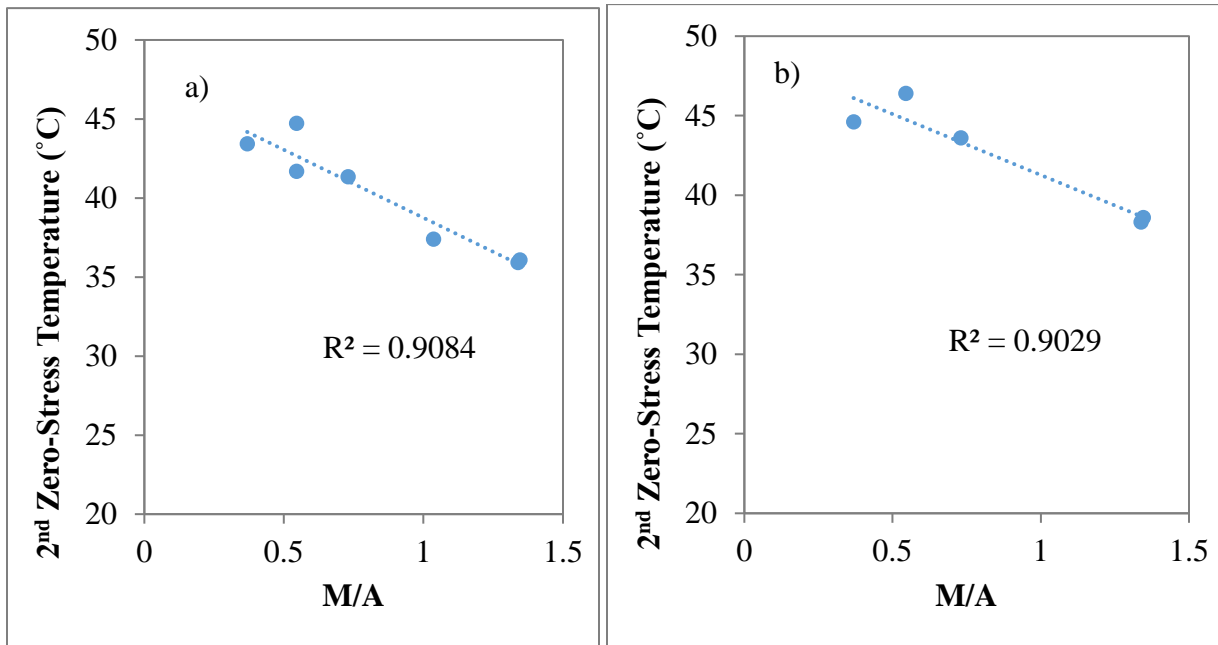 a)
2nd Zero-Stress Temperature (˚C)
50
45
40
35
30
25
20
R² = 0.9084
0
0.5
1
1.5
M/A
b)
2nd Zero-Stress Temperature (˚C)
50
45
40
35
30
25
20
R² = 0.9029
0
0.5
1
1.5
M/A